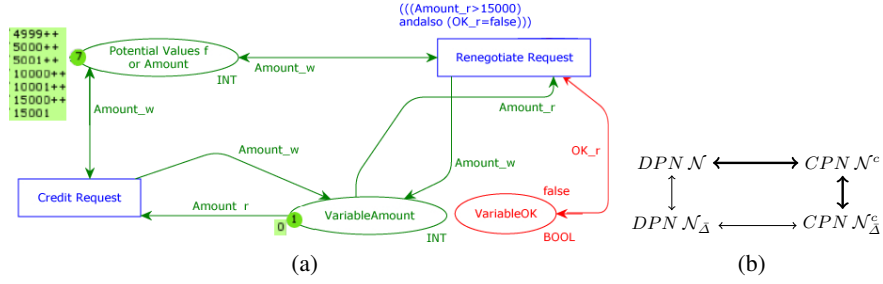 (((Amount_r>15000)
andalso (OK_r=false)))
4999++
5000++
5001++
10000++
10001++
15000++
15001
7
Potential Values f
or Amount
INT
Amount_w
Renegotiate Request
Amount_w
Amount_r
OK_r
Amount_w
Amount_w
Credit Request
Amount_r
0
1
VariableAmount
INT
false
VariableOK
BOOL
DPN 𝒩
CPN 𝒩ᶜ
DPN 𝒩_Δ̄
CPN 𝒩ᶜ_Δ̄
(a)
(b)